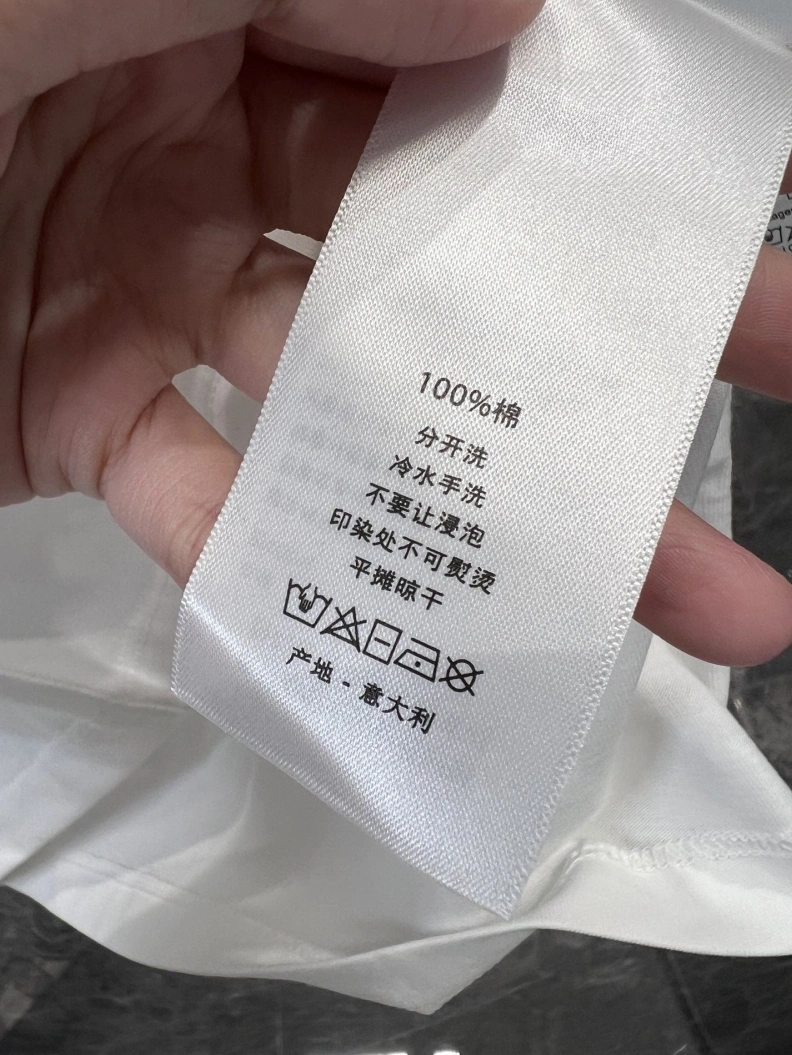 100%棉
分开洗
冷水手洗
不要让浸泡
印染处不可熨烫
平摊晾干
产地 - 意大利